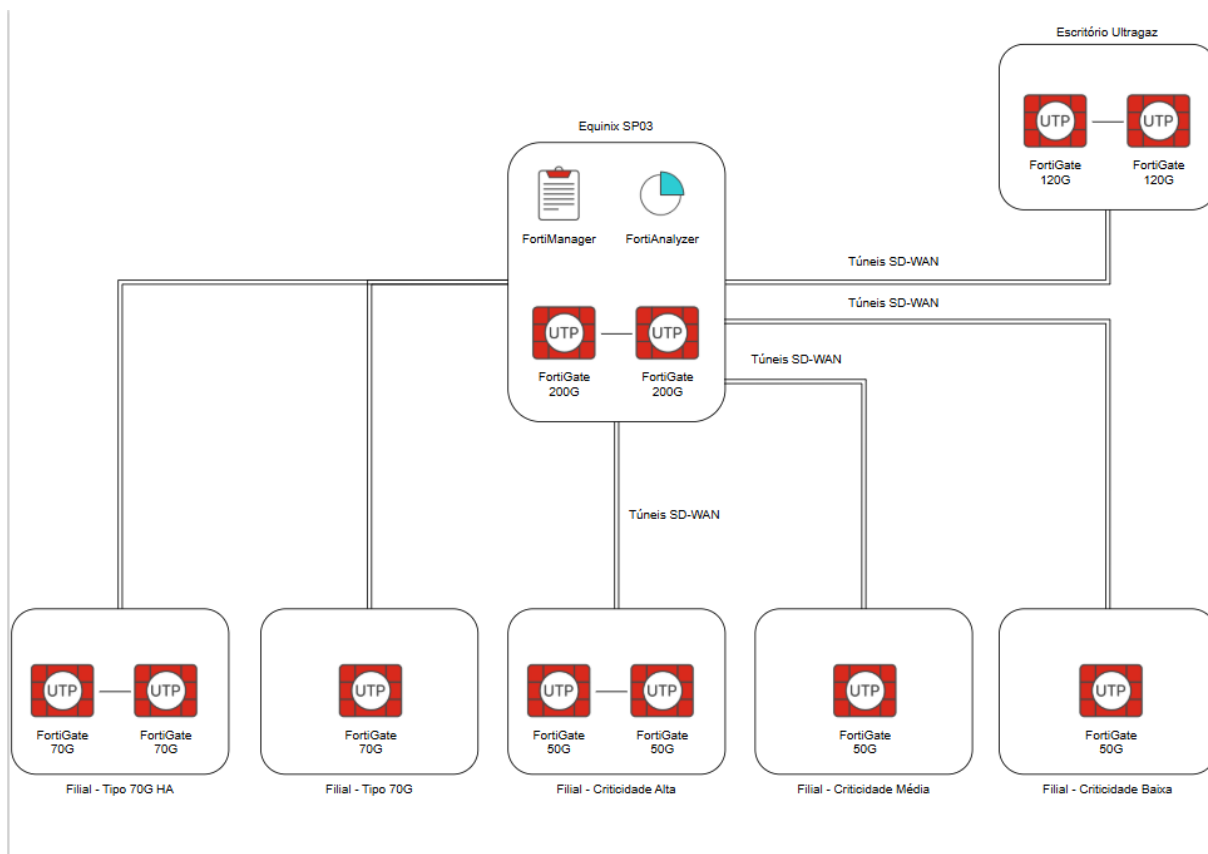 Escritório Ultragaz
UTP
UTP
FortiGate
120G
FortiGate
120G
Equinix SP03
FortiManager
FortiAnalyzer
UTP
UTP
FortiGate
200G
FortiGate
200G
Túneis SD-WAN
Túneis SD-WAN
Túneis SD-WAN
Túneis SD-WAN
UTP
UTP
FortiGate
70G
FortiGate
70G
Filial - Tipo 70G HA
UTP
FortiGate
70G
Filial - Tipo 70G
UTP
UTP
FortiGate
50G
FortiGate
50G
Filial - Criticidade Alta
UTP
FortiGate
50G
Filial - Criticidade Média
UTP
FortiGate
50G
Filial - Criticidade Baixa